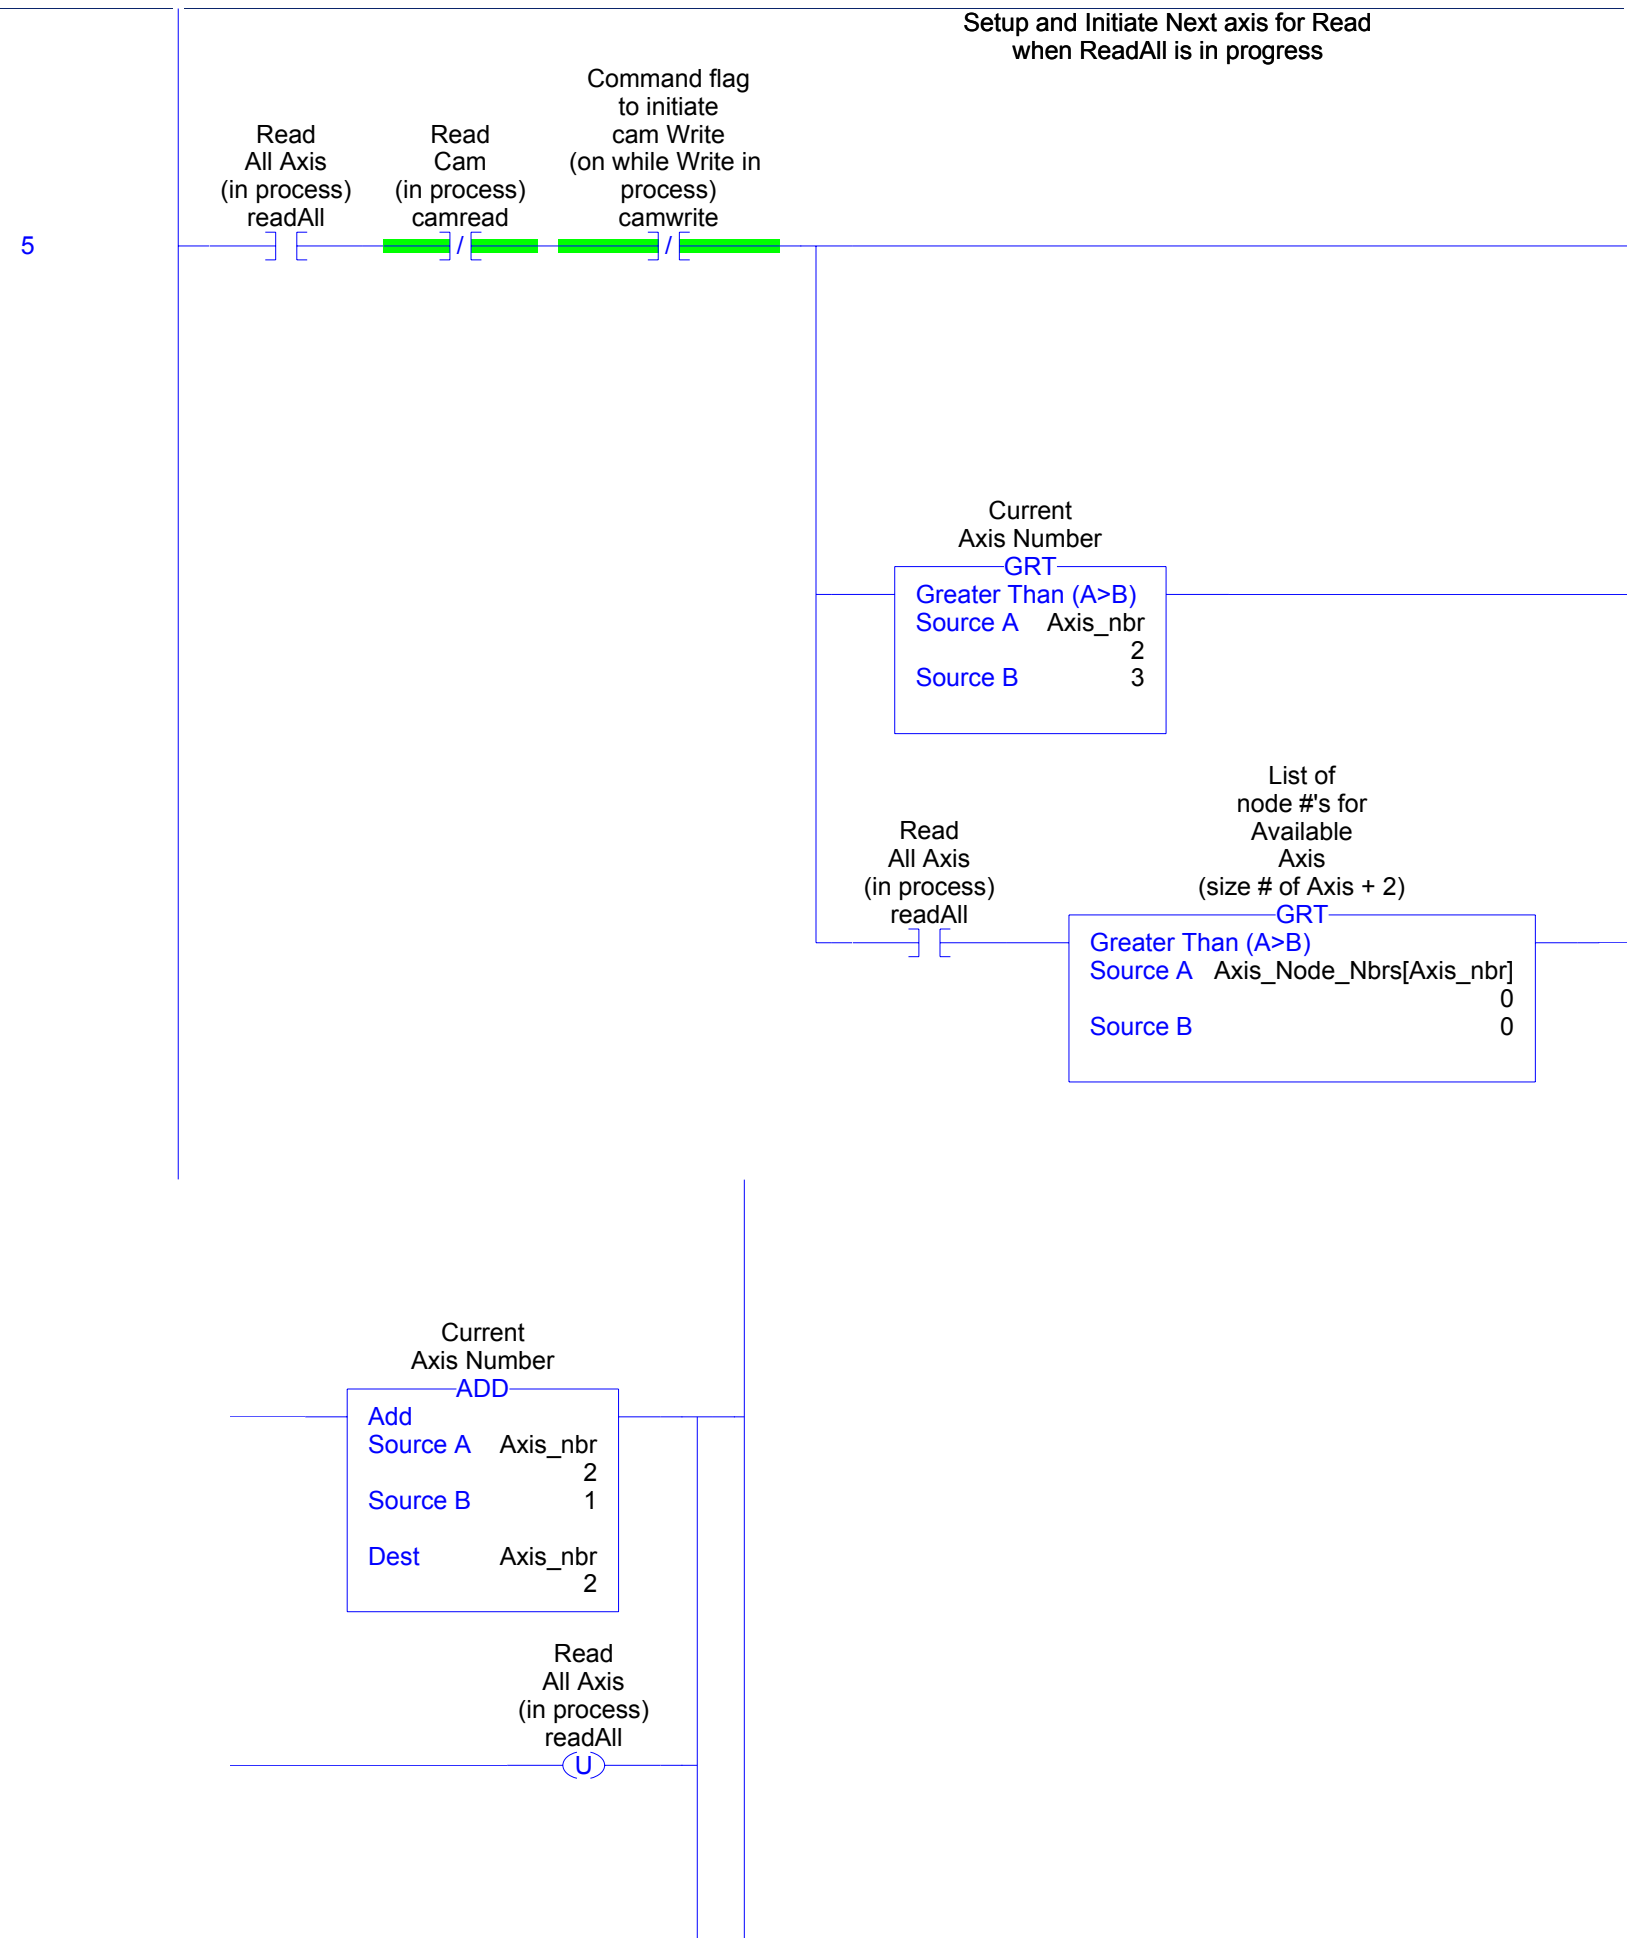 Setup and Initiate Next axis for Read
when ReadAll is in progress
Read
All Axis
(in process)
readAll
Read
Cam
(in process)
camread
Command flag
to initiate
cam Write
(on while Write in
process)
camwrite
5
/
/
Current
Axis Number
GRT
Greater Than (A>B)
Source A Axis_nbr
2
Source B 3
Read
All Axis
(in process)
readAll
List of
node #'s for
Available
Axis
(size # of Axis + 2)
GRT
Greater Than (A>B)
Source A Axis_Node_Nbrs[Axis_nbr]
0
Source B 0
Current
Axis Number
ADD
Add
Source A Axis_nbr
2
Source B 1
Dest Axis_nbr
2
Read
All Axis
(in process)
readAll
U